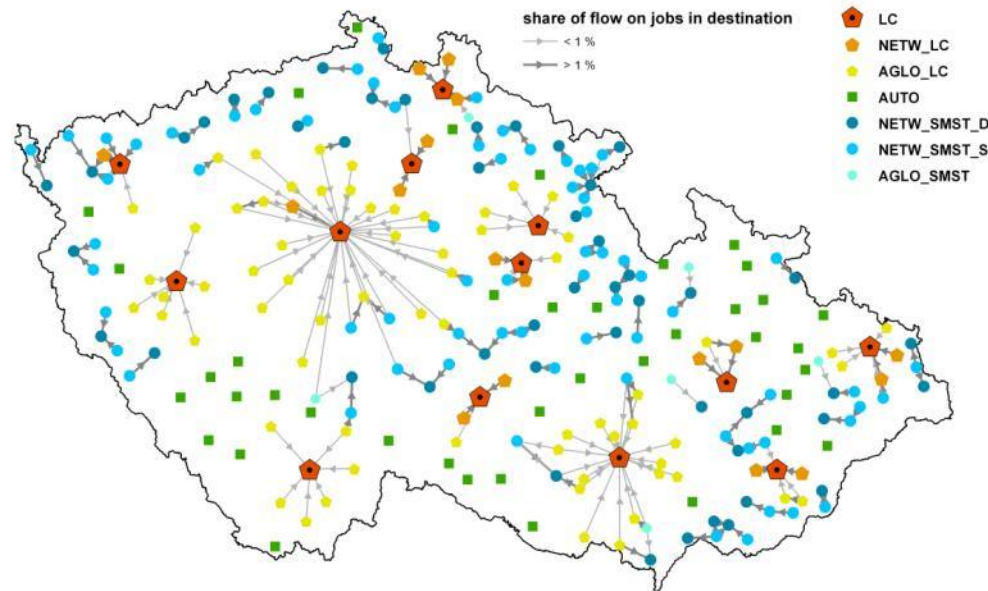 share of flow on jobs in destination
< 1 %
> 1 %
LC
NETW_LC
AGLO_LC
AUTO
NETW_SMST_D
NETW_SMST_S
AGLO_SMST